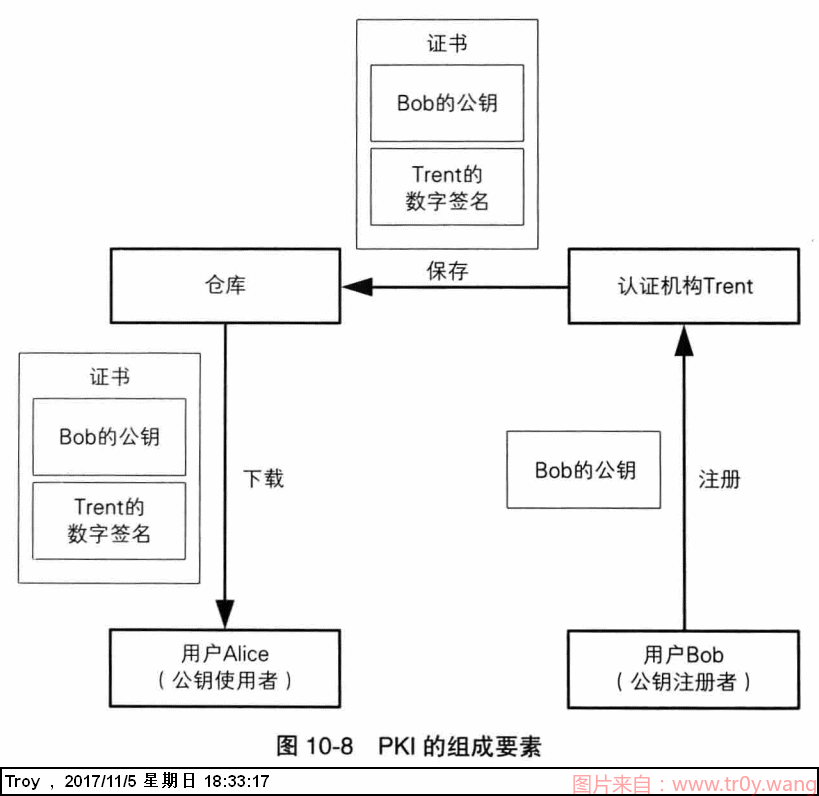 证书
Bob的公钥
Trent的
数字签名
仓库
保存
认证机构Trent
证书
Bob的公钥
Trent的
数字签名
下载
Bob的公钥
注册
用户Alice
(公钥使用者)
用户Bob
(公钥注册者)
图 10-8 PKI 的组成要素
Troy , 2017/11/5 星期日 18:33:17
图片来自:www.tr0y.wang